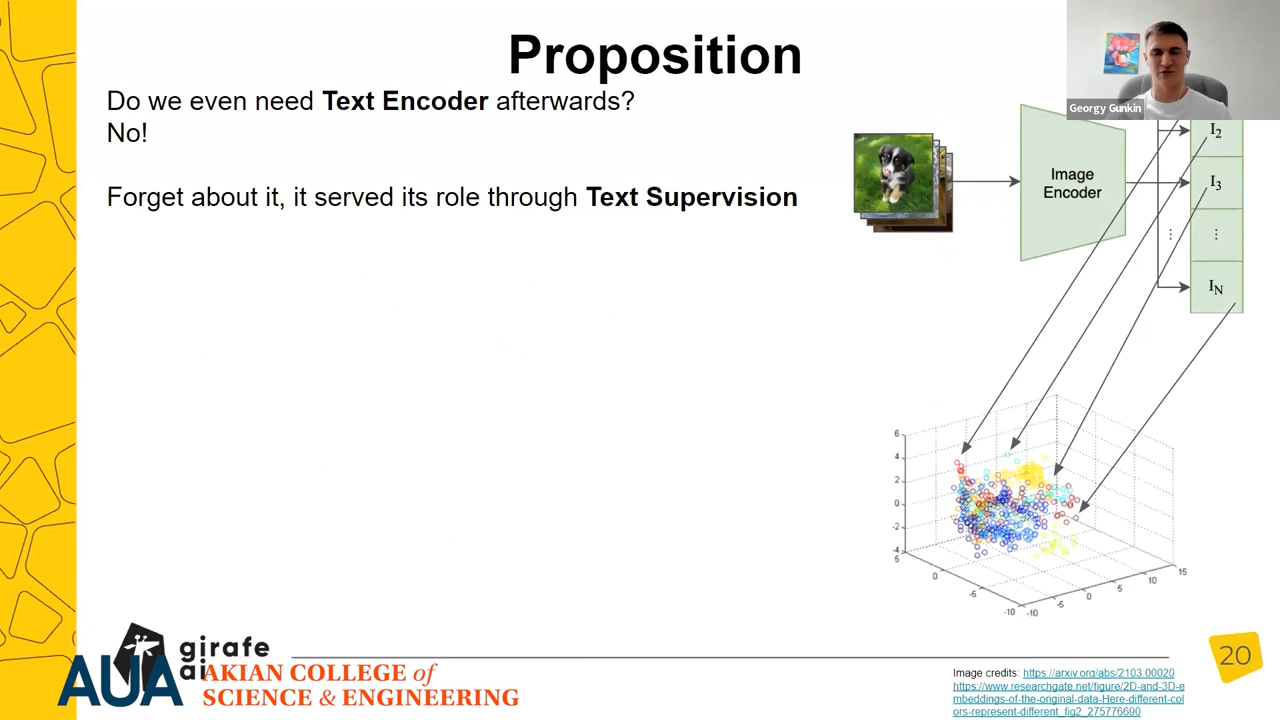 Proposition
Do we even need Text Encoder afterwards?
No!
Forget about it, it served its role through Text Supervision
Georgy Gunkin
Image
Encoder
I2
I3
⋮
⋮
IN
6
4
2
0
-2
-4
5
0
-5
-10
-10
-5
0
5
10
15
girafe
ai
AUA
AKIAN COLLEGE of
SCIENCE & ENGINEERING
Image credits: https://arxiv.org/abs/2103.00020
https://www.researchgate.net/figure/2D-and-3D-e
mbeddings-of-the-original-data-Here-different-col
ors-represent-different_fig2_275776690
20